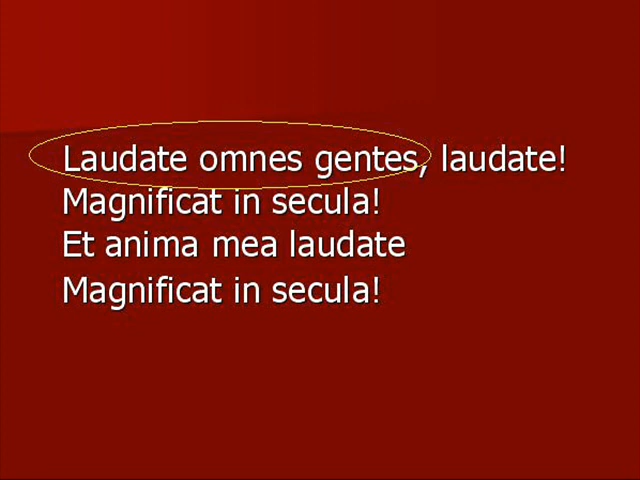 Laudate omnes gentes, laudate!
Magnificat in secula!
Et anima mea laudate
Magnificat in secula!